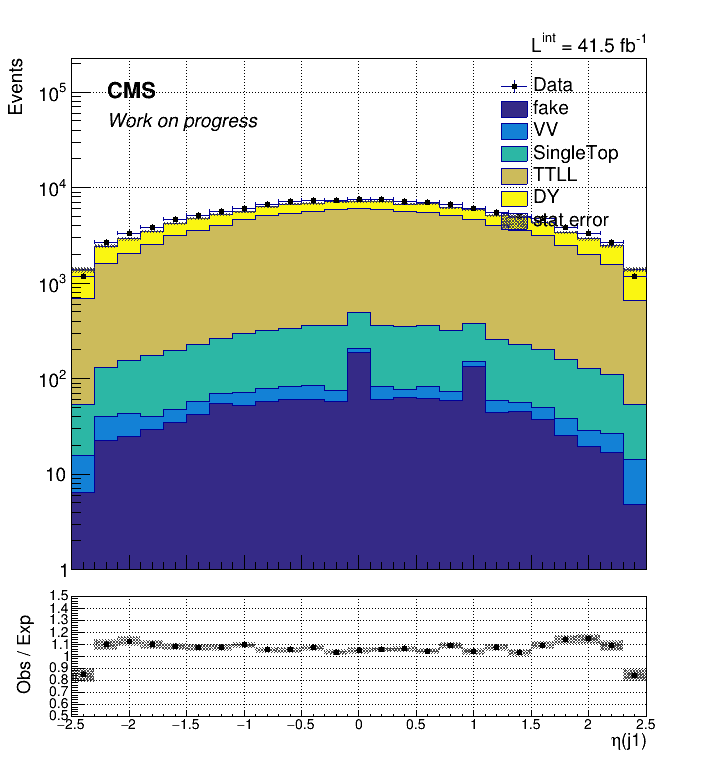 L^int = 41.5 fb^-1
Events
CMS
Work on progress
Data
fake
VV
SingleTop
TTLL
DY
stat.error
10^5
10^4
10^3
10^2
10
1
Obs / Exp
1.5
1.4
1.3
1.2
1.1
1
0.9
0.8
0.7
0.6
0.5
−2.5 −2 −1.5 −1 −0.5 0 0.5 1 1.5 2 2.5
η(j1)